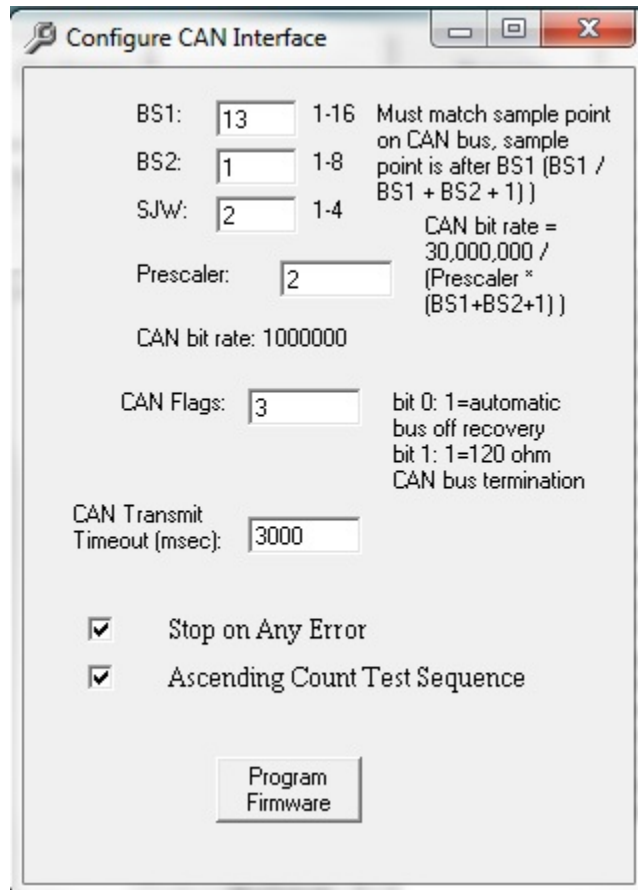 Configure CAN Interface
BS1: 13 1-16
BS2: 1 1-8
SJW: 2 1-4
Must match sample point
on CAN bus, sample
point is after BS1 (BS1 /
BS1 + BS2 + 1) )
Prescaler: 2
CAN bit rate =
30,000,000 /
(Prescaler *
(BS1+BS2+1) )
CAN bit rate: 1000000
CAN Flags: 3
bit 0: 1=automatic
bus off recovery
bit 1: 1=120 ohm
CAN bus termination
CAN Transmit
Timeout (msec): 3000
Stop on Any Error
Ascending Count Test Sequence
Program
Firmware